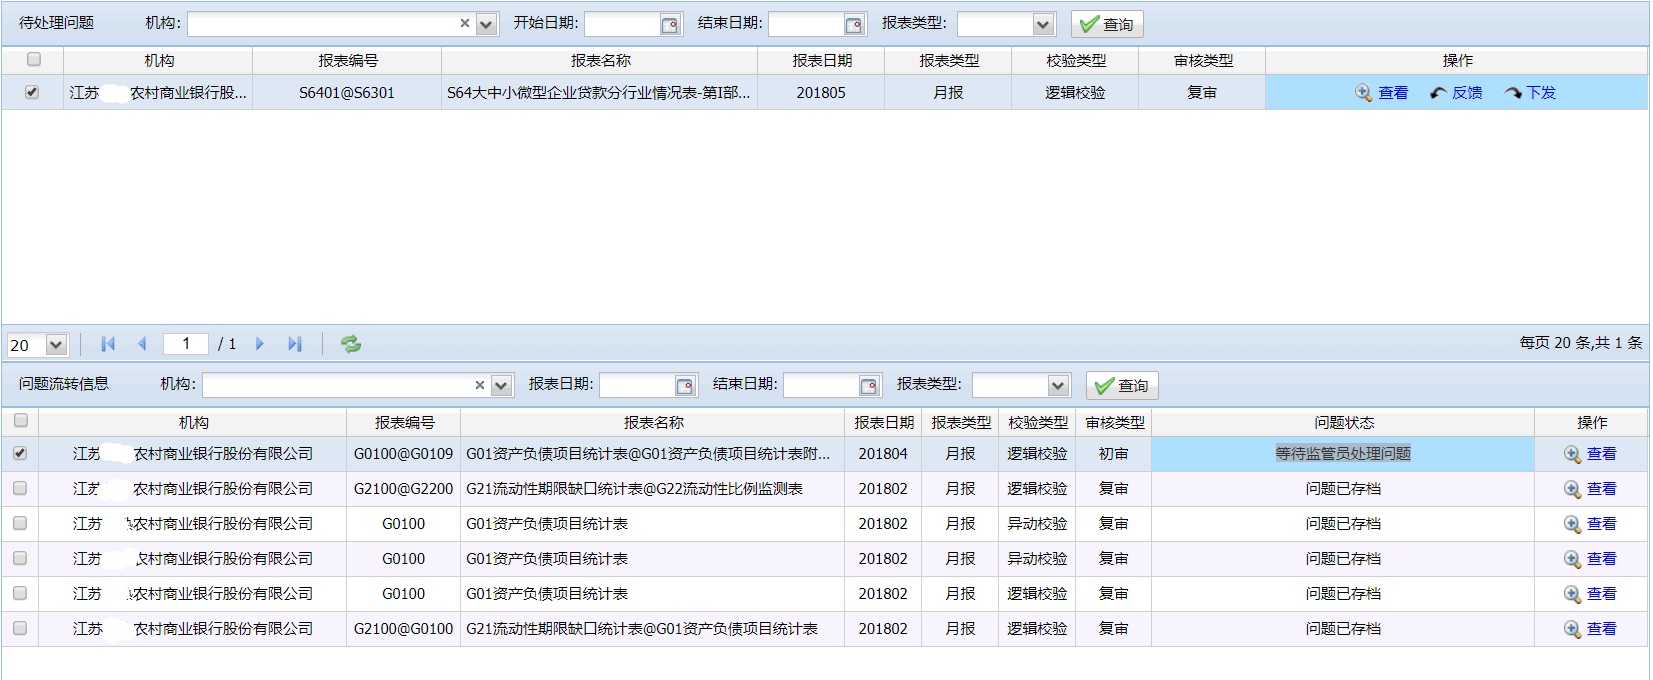 待处理问题 机构: × 开始日期: 结束日期: 报表类型: 查询
机构 报表编号 报表名称 报表日期 报表类型 校验类型 审核类型 操作
江苏 农村商业银行股... S6401@S6301 S64大中小微型企业贷款分行业情况表-第I部... 201805 月报 逻辑校验 复审 查看 反馈 下发
20 1 / 1 每页 20 条,共 1 条
问题流转信息 机构: × 报表日期: 结束日期: 报表类型: 查询
机构 报表编号 报表名称 报表日期 报表类型 校验类型 审核类型 问题状态 操作
江苏 农村商业银行股份有限公司 G0100@G0109 G01资产负债项目统计表@G01资产负债项目统计表附... 201804 月报 逻辑校验 初审 等待监管员处理问题 查看
江苏 农村商业银行股份有限公司 G2100@G2200 G21流动性期限缺口统计表@G22流动性比例监测表 201802 月报 逻辑校验 复审 问题已存档 查看
江苏 农村商业银行股份有限公司 G0100 G01资产负债项目统计表 201802 月报 异动校验 复审 问题已存档 查看
江苏 农村商业银行股份有限公司 G0100 G01资产负债项目统计表 201802 月报 异动校验 复审 问题已存档 查看
江苏 农村商业银行股份有限公司 G0100 G01资产负债项目统计表 201802 月报 逻辑校验 复审 问题已存档 查看
江苏 农村商业银行股份有限公司 G2100@G0100 G21流动性期限缺口统计表@G01资产负债项目统计表 201802 月报 逻辑校验 复审 问题已存档 查看